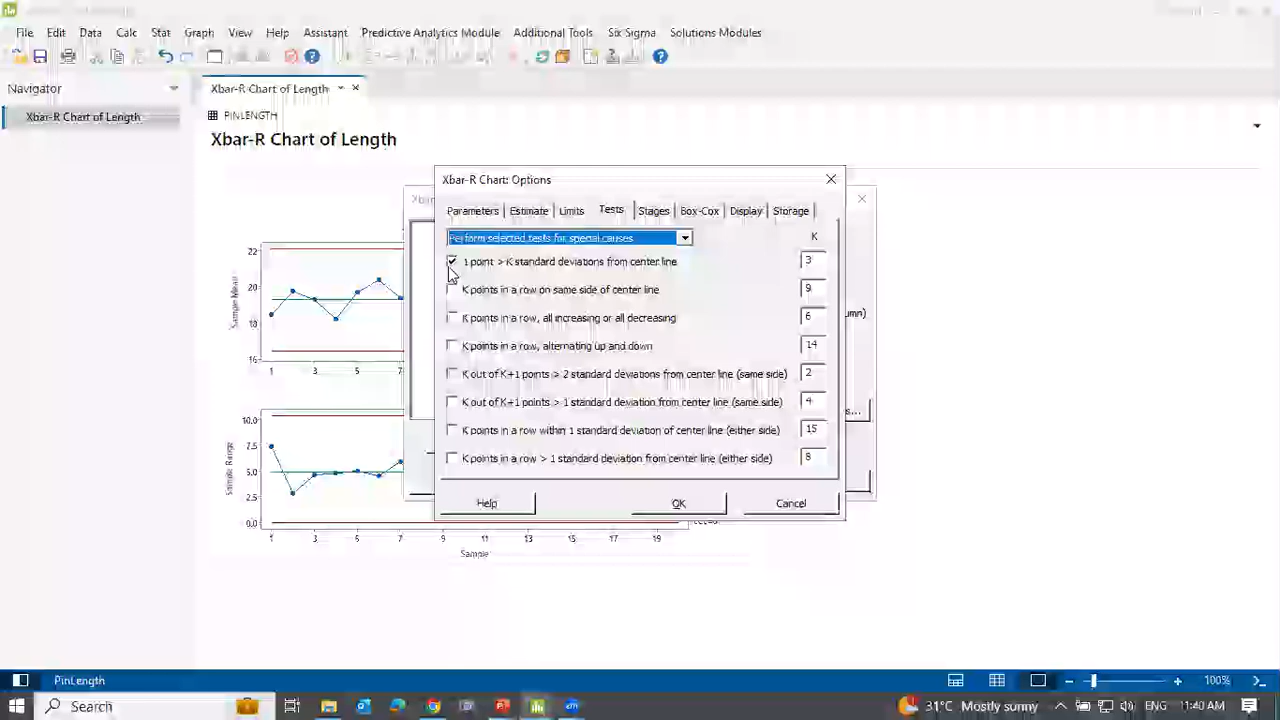 File Edit Data Calc Stat Graph View Help Assistant Predictive Analytics Module Additional Tools Six Sigma Solutions Modules
Navigator
Xbar-R Chart of Length
Xbar-R Chart of Length
PINLENGTH
Xbar-R Chart of Length
Xbar-R Chart: Options
Parameters Estimate Limits Tests Stages Box-Cox Display Storage
Perform selected tests for special causes K
1 point > K standard deviations from center line 3
K points in a row on same side of center line 9
K points in a row, all increasing or all decreasing 6
K points in a row, alternating up and down 14
K out of K+1 points > 2 standard deviations from center line (same side) 2
K out of K+1 points > 1 standard deviation from center line (same side) 4
K points in a row within 1 standard deviation of center line (either side) 15
K points in a row > 1 standard deviation from center line (either side) 8
Help OK Cancel
22
20
18
16
Sample Mean
1 3 5 7
10.0
7.5
5.0
2.5
0.0
Sample Range
1 3 5 7 9 11 13 15 17 19
Sample
PinLength 100%
Search 31°C Mostly sunny ENG 11:40 AM